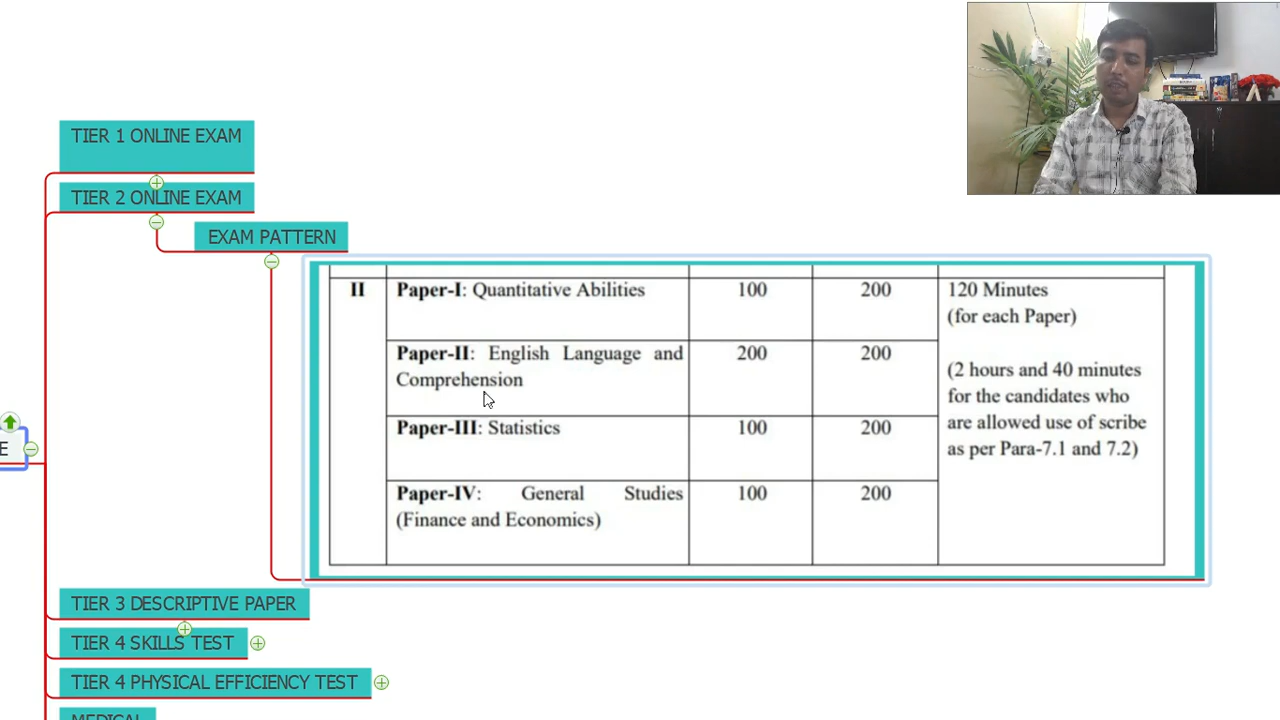 TIER 1 ONLINE EXAM
TIER 2 ONLINE EXAM
EXAM PATTERN
II Paper-I: Quantitative Abilities 100 200 120 Minutes
(for each Paper)
Paper-II: English Language and 200 200
Comprehension
(2 hours and 40 minutes
for the candidates who
are allowed use of scribe
as per Para-7.1 and 7.2)
Paper-III: Statistics 100 200
Paper-IV: General Studies 100 200
(Finance and Economics)
E
TIER 3 DESCRIPTIVE PAPER
TIER 4 SKILLS TEST
TIER 4 PHYSICAL EFFICIENCY TEST
MEDICAL